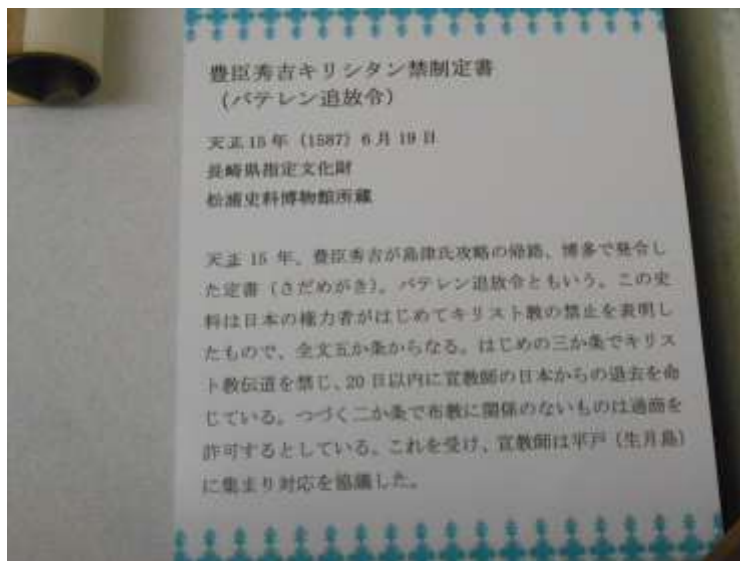 豊臣秀吉キリシタン禁制定書
(バテレン追放令)
天正15年(1587)6月19日
長崎県指定文化財
松浦史料博物館所蔵
天正 15 年、豊臣秀吉が島津氏攻略の帰路、博多で発令し
た定書(さだめがき)。バテレン追放令ともいう。この史
料は日本の権力者がはじめてキリスト教の禁止を表明し
たもので、全文五か条からなる。はじめの三か条でキリス
ト教伝道を禁じ、20 日以内に宣教師の日本からの退去を命
じている。つづく二か条で布教に関係のないものは通商を
許可するとしている。これを受け、宣教師は平戸(生月島)
に集まり対応を協議した。